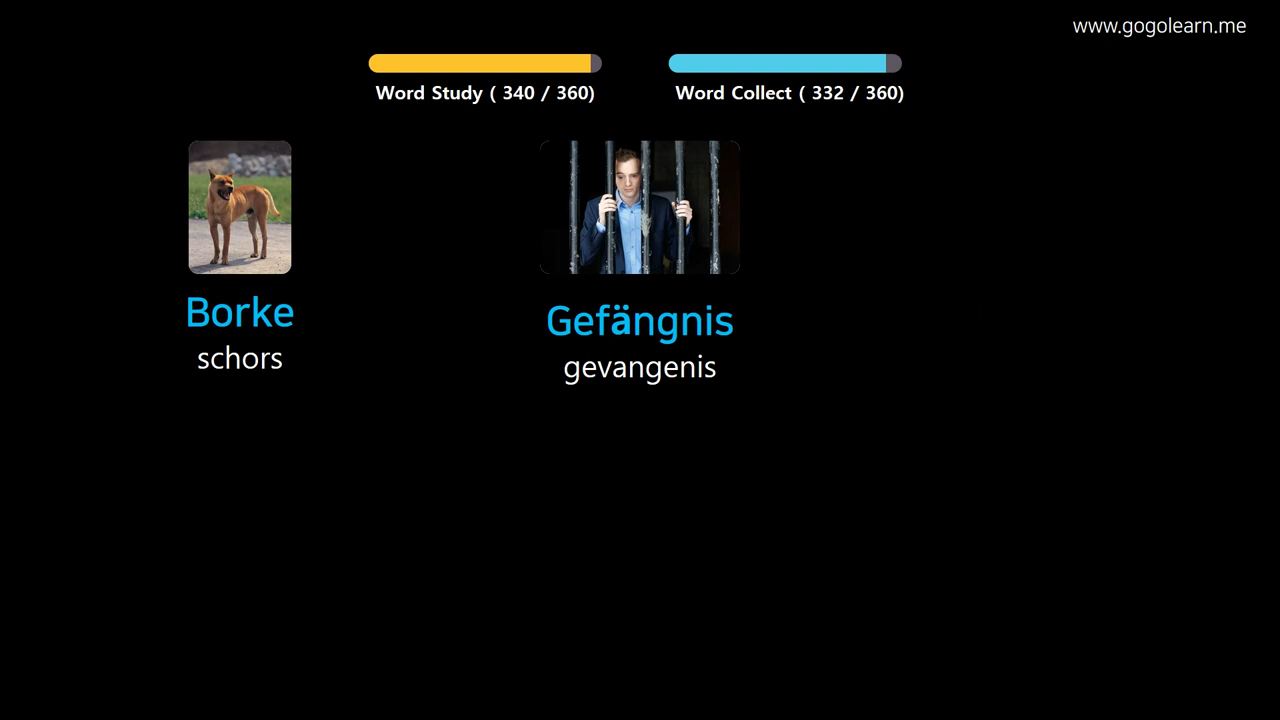 www.gogolearn.me
Word Study ( 340 / 360)
Word Collect ( 332 / 360)
Borke
schors
Gefängnis
gevangenis